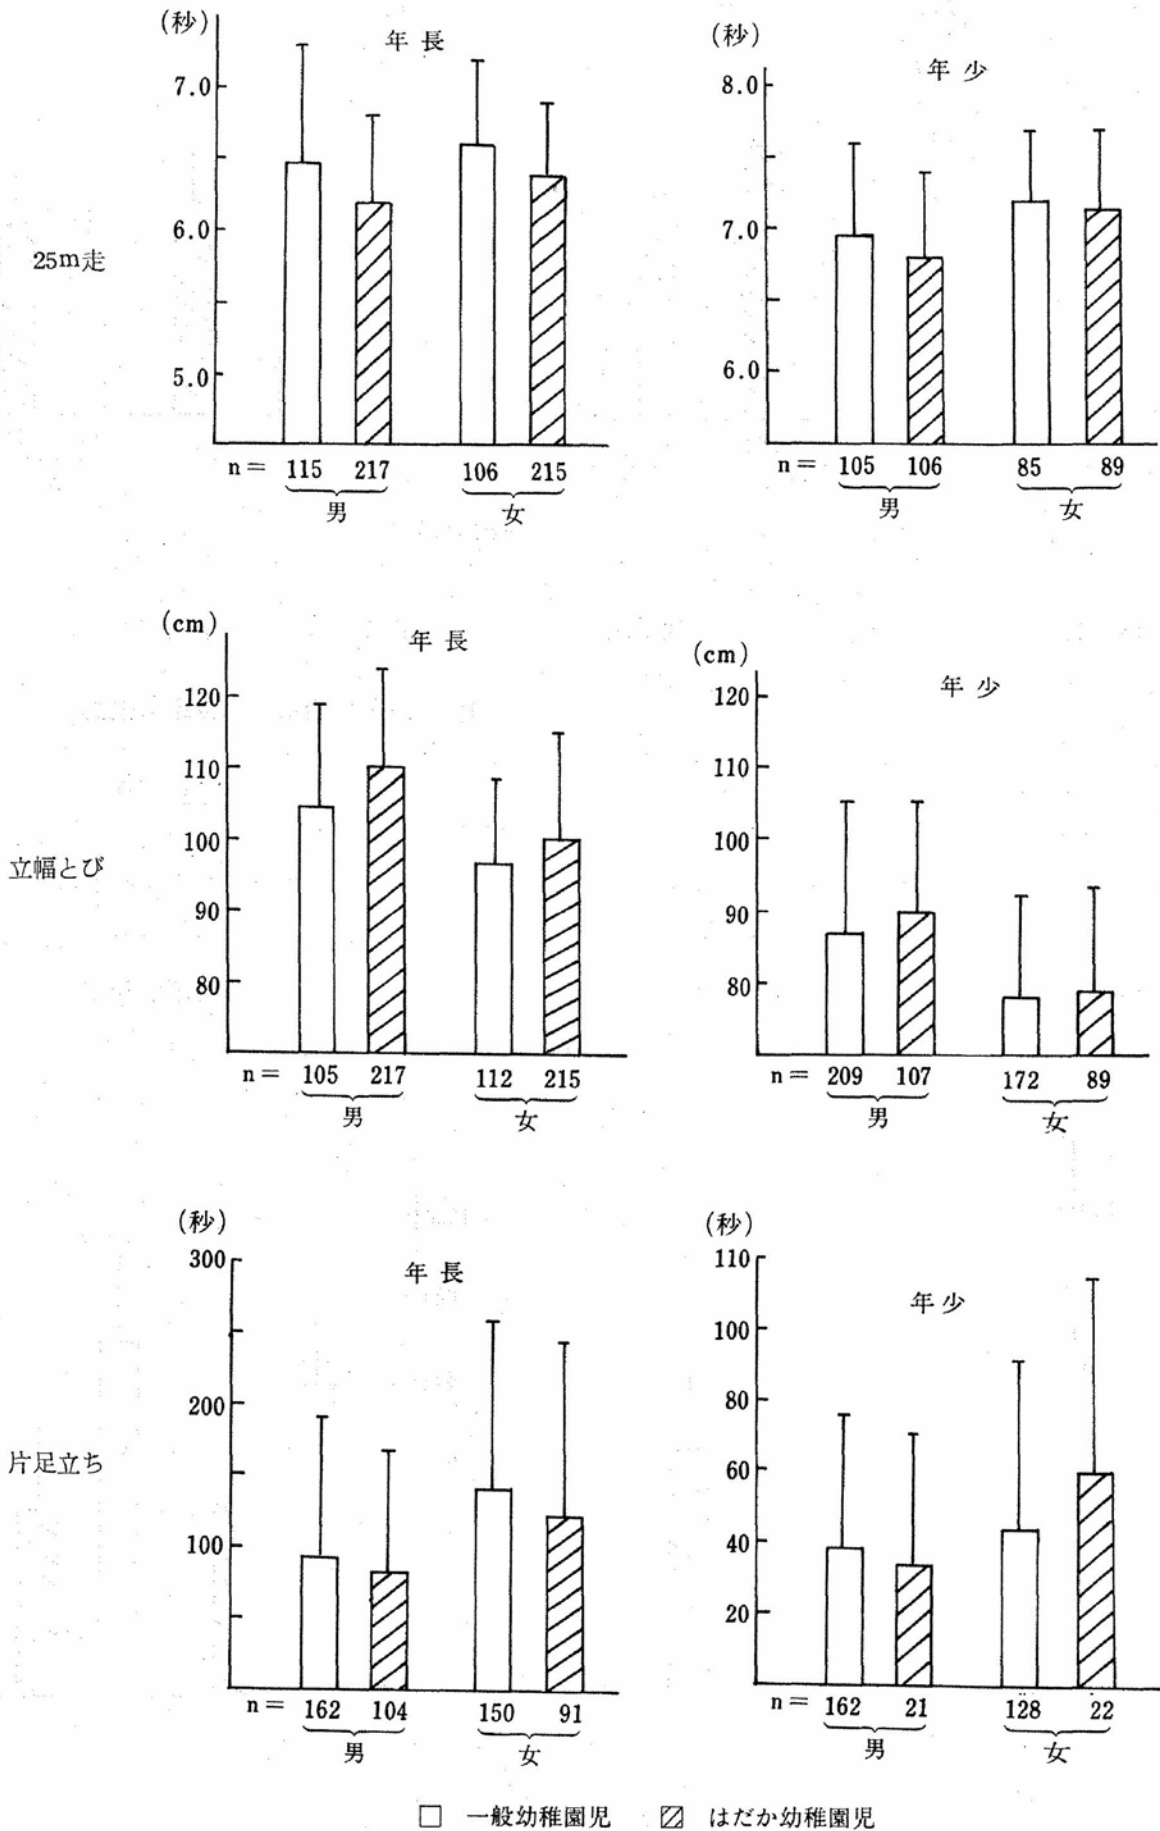 (秒)
年長
7.0
6.0
5.0
25m走
n = 115 217 106 215
男 女
(秒)
年少
8.0
7.0
6.0
n = 105 106 85 89
男 女
(cm)
年長
120
110
100
90
80
立幅とび
n = 105 217 112 215
男 女
(cm)
年少
120
110
100
90
80
n = 209 107 172 89
男 女
(秒)
年長
300
200
100
片足立ち
n = 162 104 150 91
男 女
(秒)
年少
110
100
80
60
40
20
n = 162 21 128 22
男 女
一般幼稚園児 はだか幼稚園児